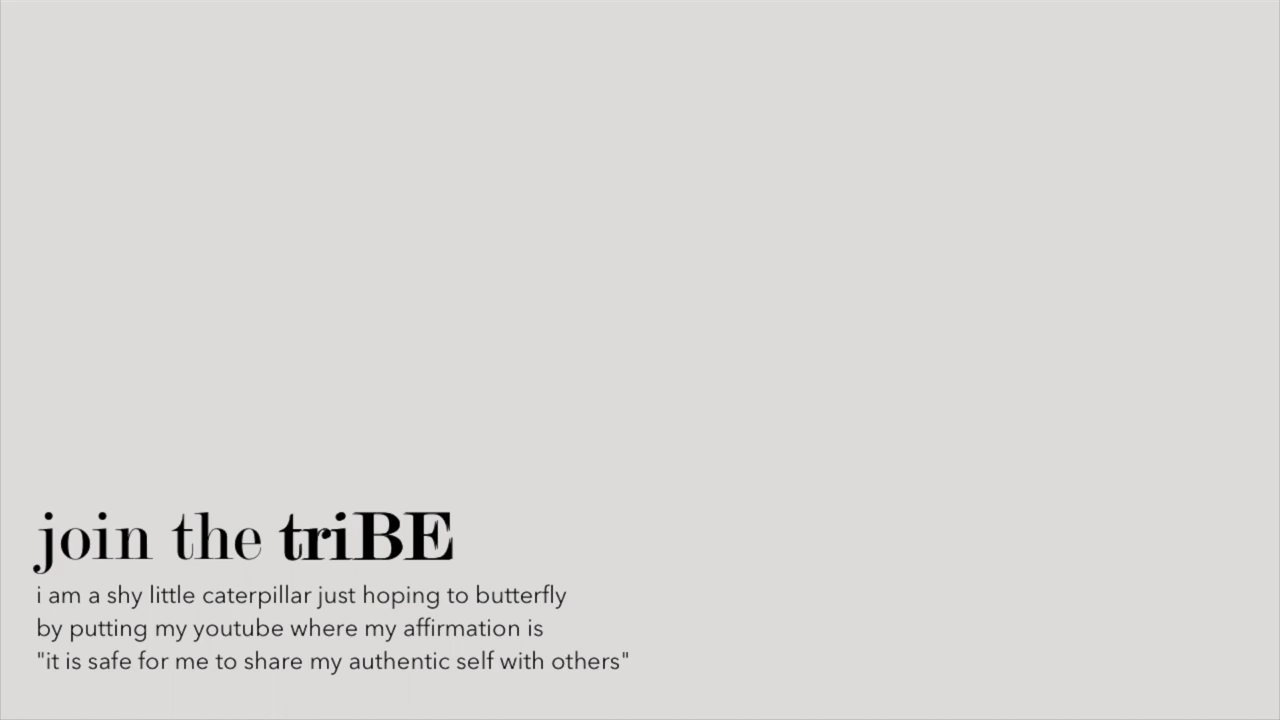 join the triBE
i am a shy little caterpillar just hoping to butterfly
by putting my youtube where my affirmation is
"it is safe for me to share my authentic self with others"